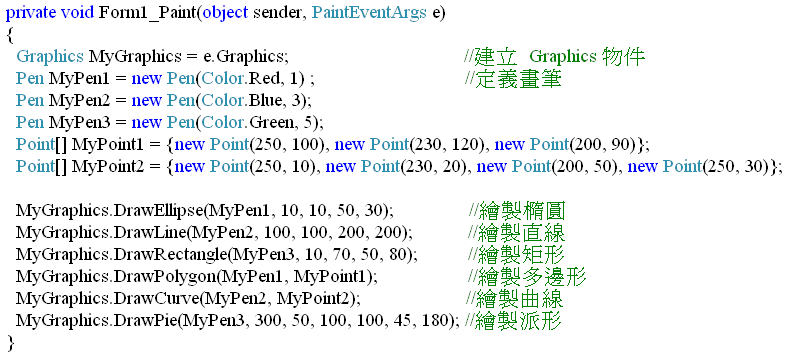 private void Form1_Paint(object sender, PaintEventArgs e)
{
Graphics MyGraphics = e.Graphics; //建立 Graphics 物件
Pen MyPen1 = new Pen(Color.Red, 1) ; //定義畫筆
Pen MyPen2 = new Pen(Color.Blue, 3);
Pen MyPen3 = new Pen(Color.Green, 5);
Point[] MyPoint1 = {new Point(250, 100), new Point(230, 120), new Point(200, 90)};
Point[] MyPoint2 = {new Point(250, 10), new Point(230, 20), new Point(200, 50), new Point(250, 30)};
MyGraphics.DrawEllipse(MyPen1, 10, 10, 50, 30); //繪製橢圓
MyGraphics.DrawLine(MyPen2, 100, 100, 200, 200); //繪製直線
MyGraphics.DrawRectangle(MyPen3, 10, 70, 50, 80); //繪製矩形
MyGraphics.DrawPolygon(MyPen1, MyPoint1); //繪製多邊形
MyGraphics.DrawCurve(MyPen2, MyPoint2); //繪製曲線
MyGraphics.DrawPie(MyPen3, 300, 50, 100, 100, 45, 180); //繪製派形
}